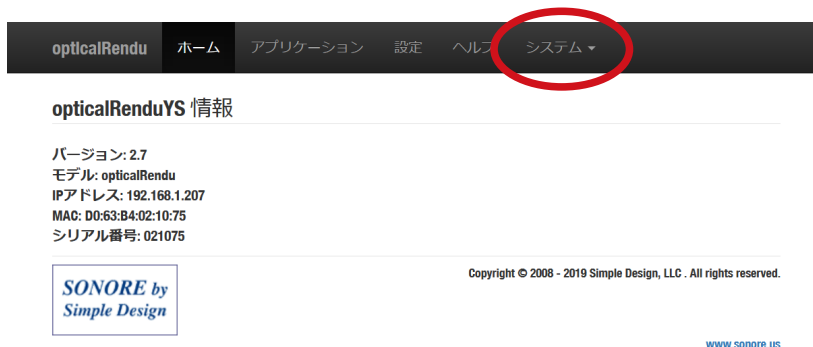 opticalRendu ホーム アプリケーション 設定 ヘルプ システム
opticalRenduYS 情報
バージョン: 2.7
モデル: opticalRendu
IPアドレス: 192.168.1.207
MAC: D0:63:B4:02:10:75
シリアル番号: 021075
SONORE by
Simple Design
Copyright © 2008 - 2019 Simple Design, LLC . All rights reserved.
www.sonore.us